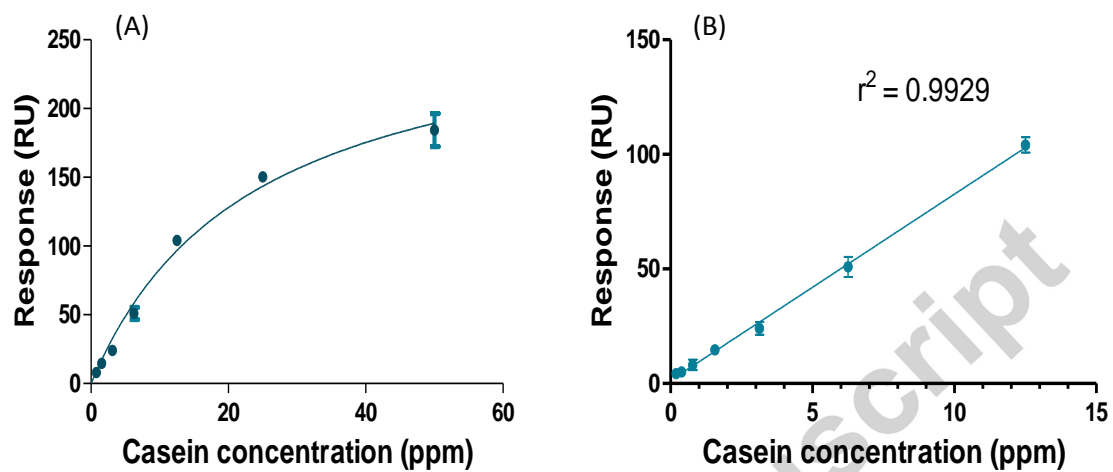 (A)
250
200
150
100
50
0
0 20 40 60
Response (RU)
Casein concentration (ppm)
(B)
r² = 0.9929
150
100
50
0
0 5 10 15
Response (RU)
Casein concentration (ppm)
script